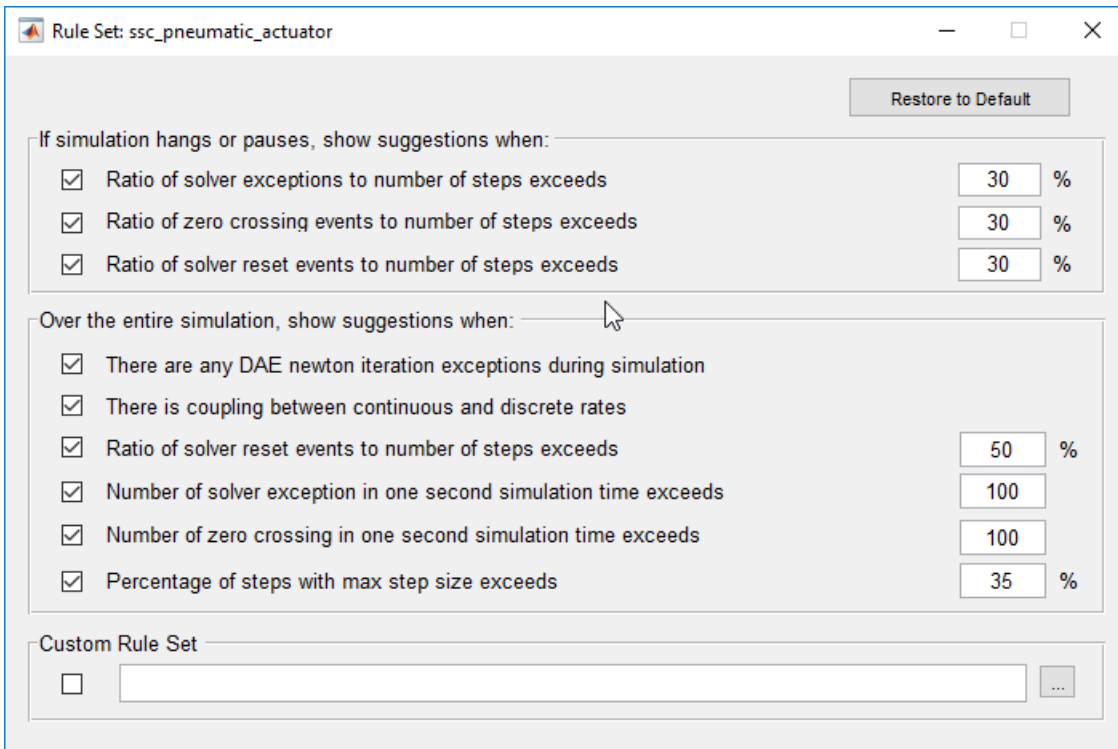 Rule Set: ssc_pneumatic_actuator
Restore to Default
If simulation hangs or pauses, show suggestions when:
Ratio of solver exceptions to number of steps exceeds 30 %
Ratio of zero crossing events to number of steps exceeds 30 %
Ratio of solver reset events to number of steps exceeds 30 %
Over the entire simulation, show suggestions when:
There are any DAE newton iteration exceptions during simulation
There is coupling between continuous and discrete rates
Ratio of solver reset events to number of steps exceeds 50 %
Number of solver exception in one second simulation time exceeds 100
Number of zero crossing in one second simulation time exceeds 100
Percentage of steps with max step size exceeds 35 %
Custom Rule Set
...